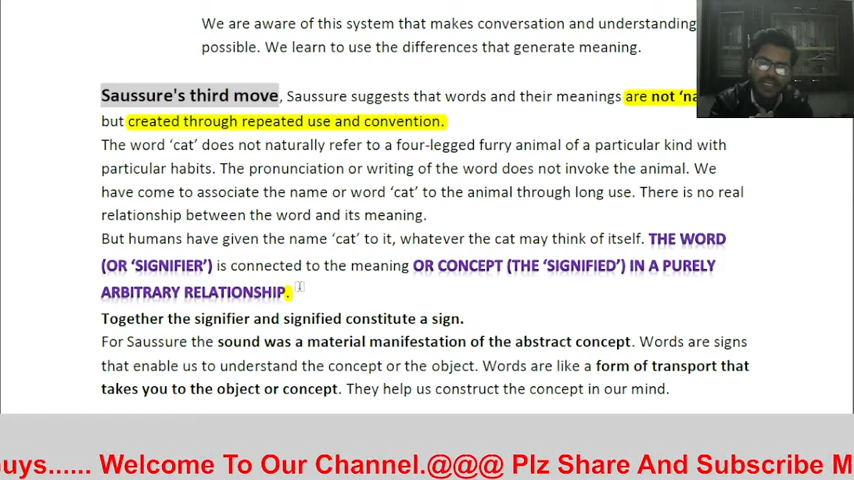 We are aware of this system that makes conversation and understanding
possible. We learn to use the differences that generate meaning.
Saussure's third move, Saussure suggests that words and their meanings are not
but created through repeated use and convention.
The word ‘cat’ does not naturally refer to a four-legged furry animal of a particular kind with
particular habits. The pronunciation or writing of the word does not invoke the animal. We
have come to associate the name or word ‘cat’ to the animal through long use. There is no real
relationship between the word and its meaning.
But humans have given the name ‘cat’ to it, whatever the cat may think of itself. THE WORD
(OR ‘SIGNIFIER’) is connected to the meaning OR CONCEPT (THE ‘SIGNIFIED’) IN A PURELY
ARBITRARY RELATIONSHIP.
Together the signifier and signified constitute a sign.
For Saussure the sound was a material manifestation of the abstract concept. Words are signs
that enable us to understand the concept or the object. Words are like a form of transport that
takes you to the object or concept. They help us construct the concept in our mind.
uys...... Welcome To Our Channel.@@@ Plz Share And Subscribe M